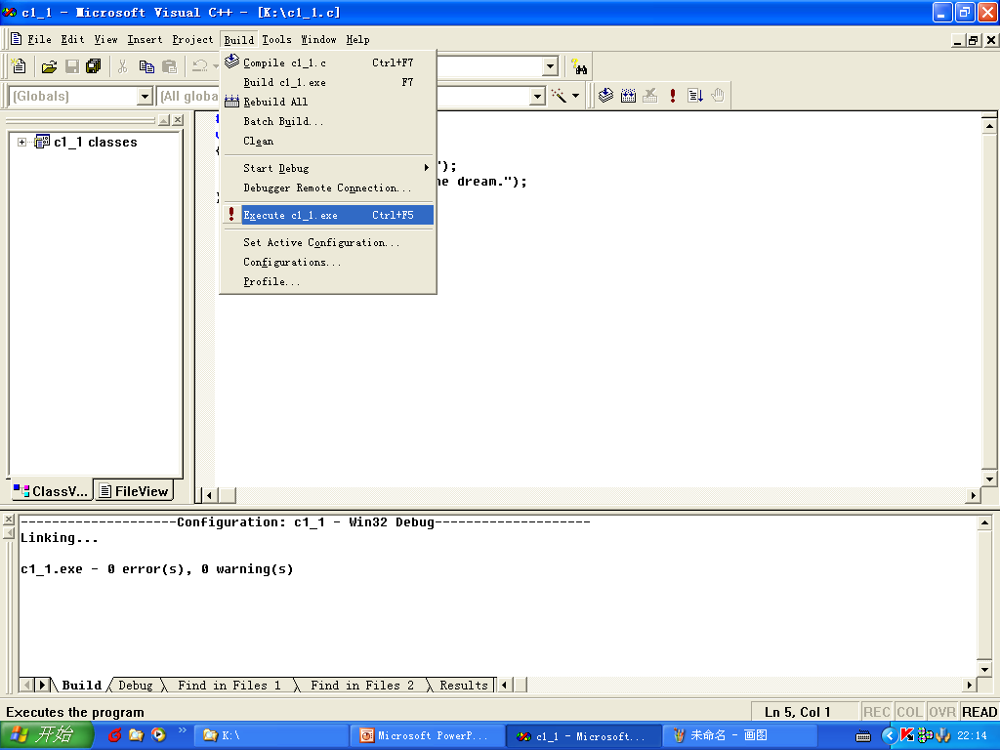 c1_1 - Microsoft Visual C++ - [K:\c1_1.c]
File Edit View Insert Project Build Tools Window Help
Compile c1_1.c Ctrl+F7
Build c1_1.exe F7
Rebuild All
Batch Build...
Clean
Start Debug
Debugger Remote Connection...
Execute c1_1.exe Ctrl+F5
Set Active Configuration...
Configurations...
Profile...
(Globals) (All globa
c1_1 classes
");
dream.");
ClassV... FileView
--------------------Configuration: c1_1 - Win32 Debug--------------------
Linking...
c1_1.exe - 0 error(s), 0 warning(s)
Build Debug Find in Files 1 Find in Files 2 Results
Executes the program Ln 5, Col 1 REC COL OVR READ
开始 K:\ Microsoft PowerP... c1_1 - Microsoft... 未命名 - 画图 22:14